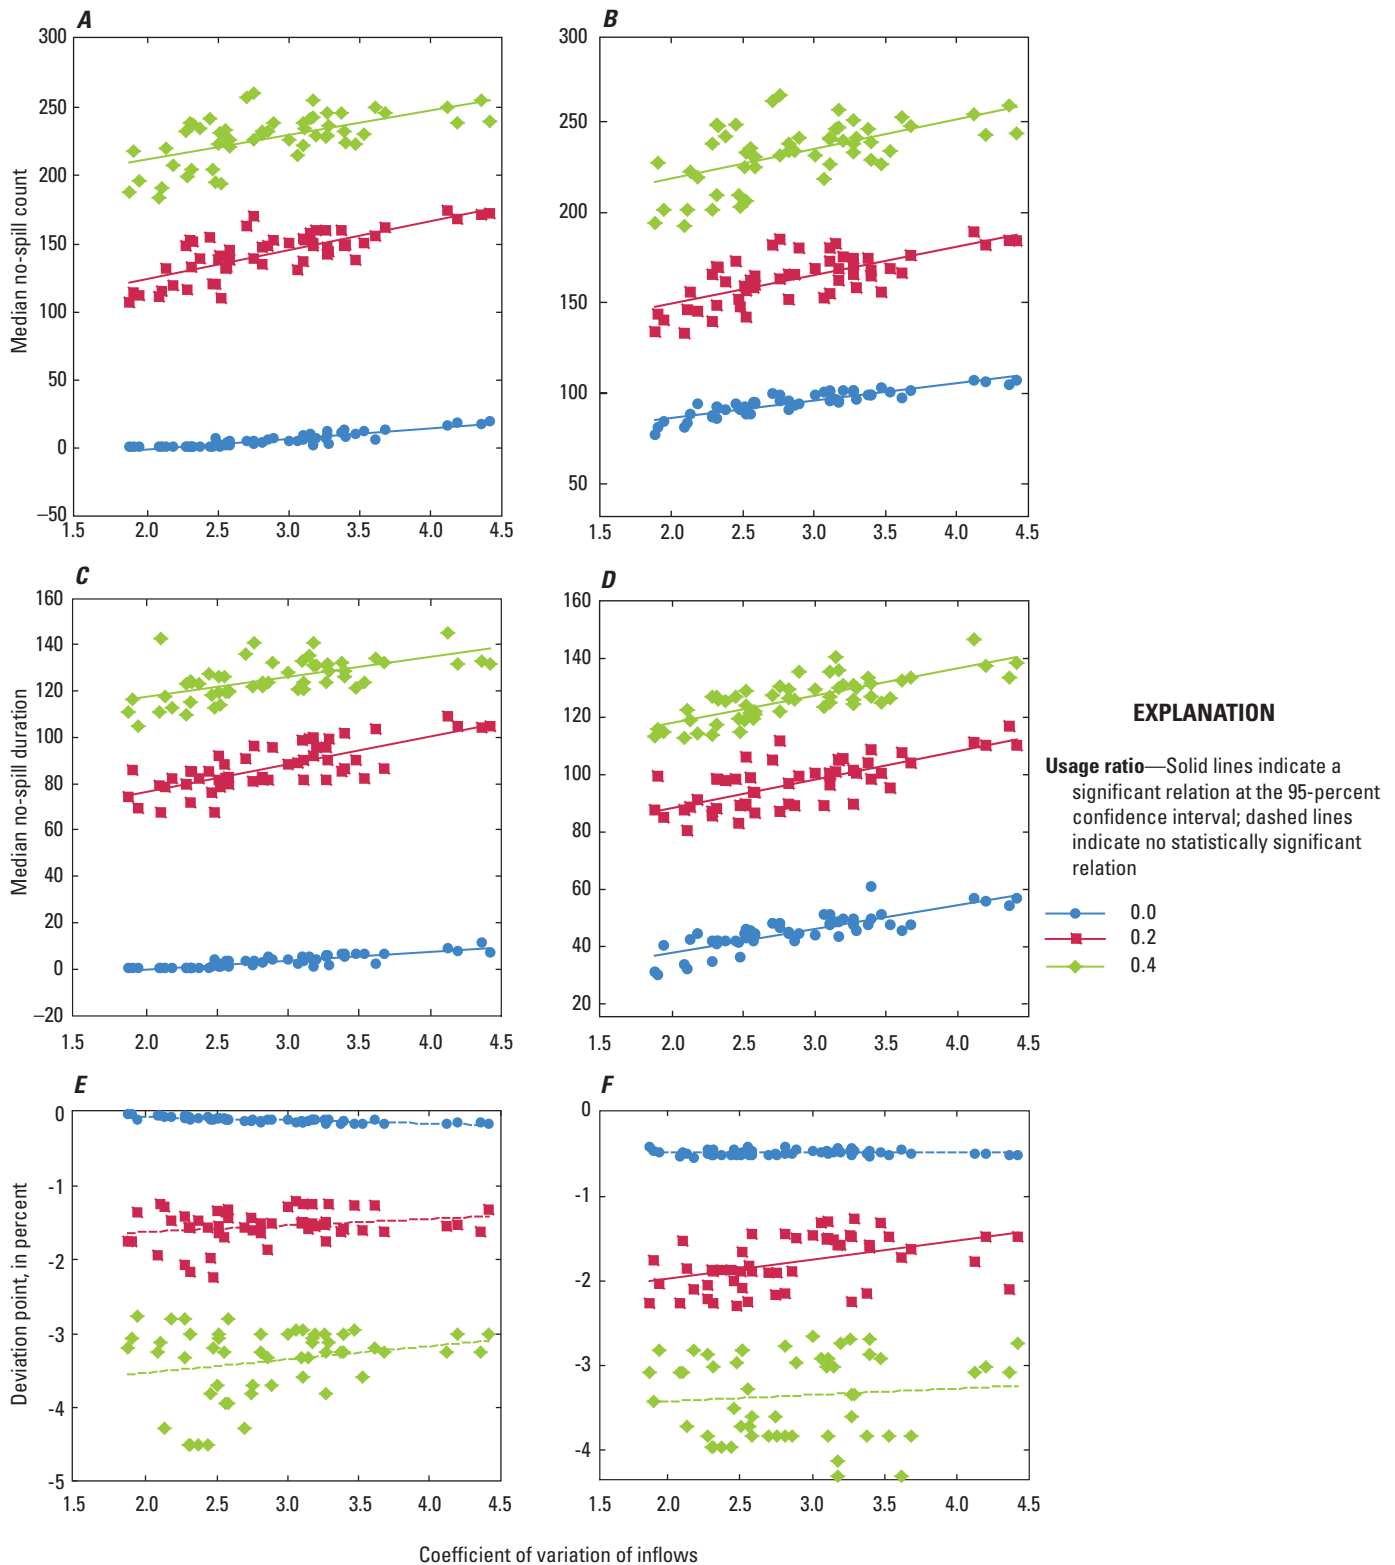 A
B
300
250
200
150
100
50
0
–50
1.5 2.0 2.5 3.0 3.5 4.0 4.5
Median no-spill count
300
250
200
150
100
50
1.5 2.0 2.5 3.0 3.5 4.0 4.5
C
D
160
140
120
100
80
60
40
20
0
–20
1.5 2.0 2.5 3.0 3.5 4.0 4.5
Median no-spill duration
160
140
120
100
80
60
40
20
1.5 2.0 2.5 3.0 3.5 4.0 4.5
E
F
0
-1
-2
-3
-4
-5
1.5 2.0 2.5 3.0 3.5 4.0 4.5
Deviation point, in percent
0
-1
-2
-3
-4
1.5 2.0 2.5 3.0 3.5 4.0 4.5
Coefficient of variation of inflows
EXPLANATION
Usage ratio—Solid lines indicate a
significant relation at the 95-percent
confidence interval; dashed lines
indicate no statistically significant
relation
0.0
0.2
0.4